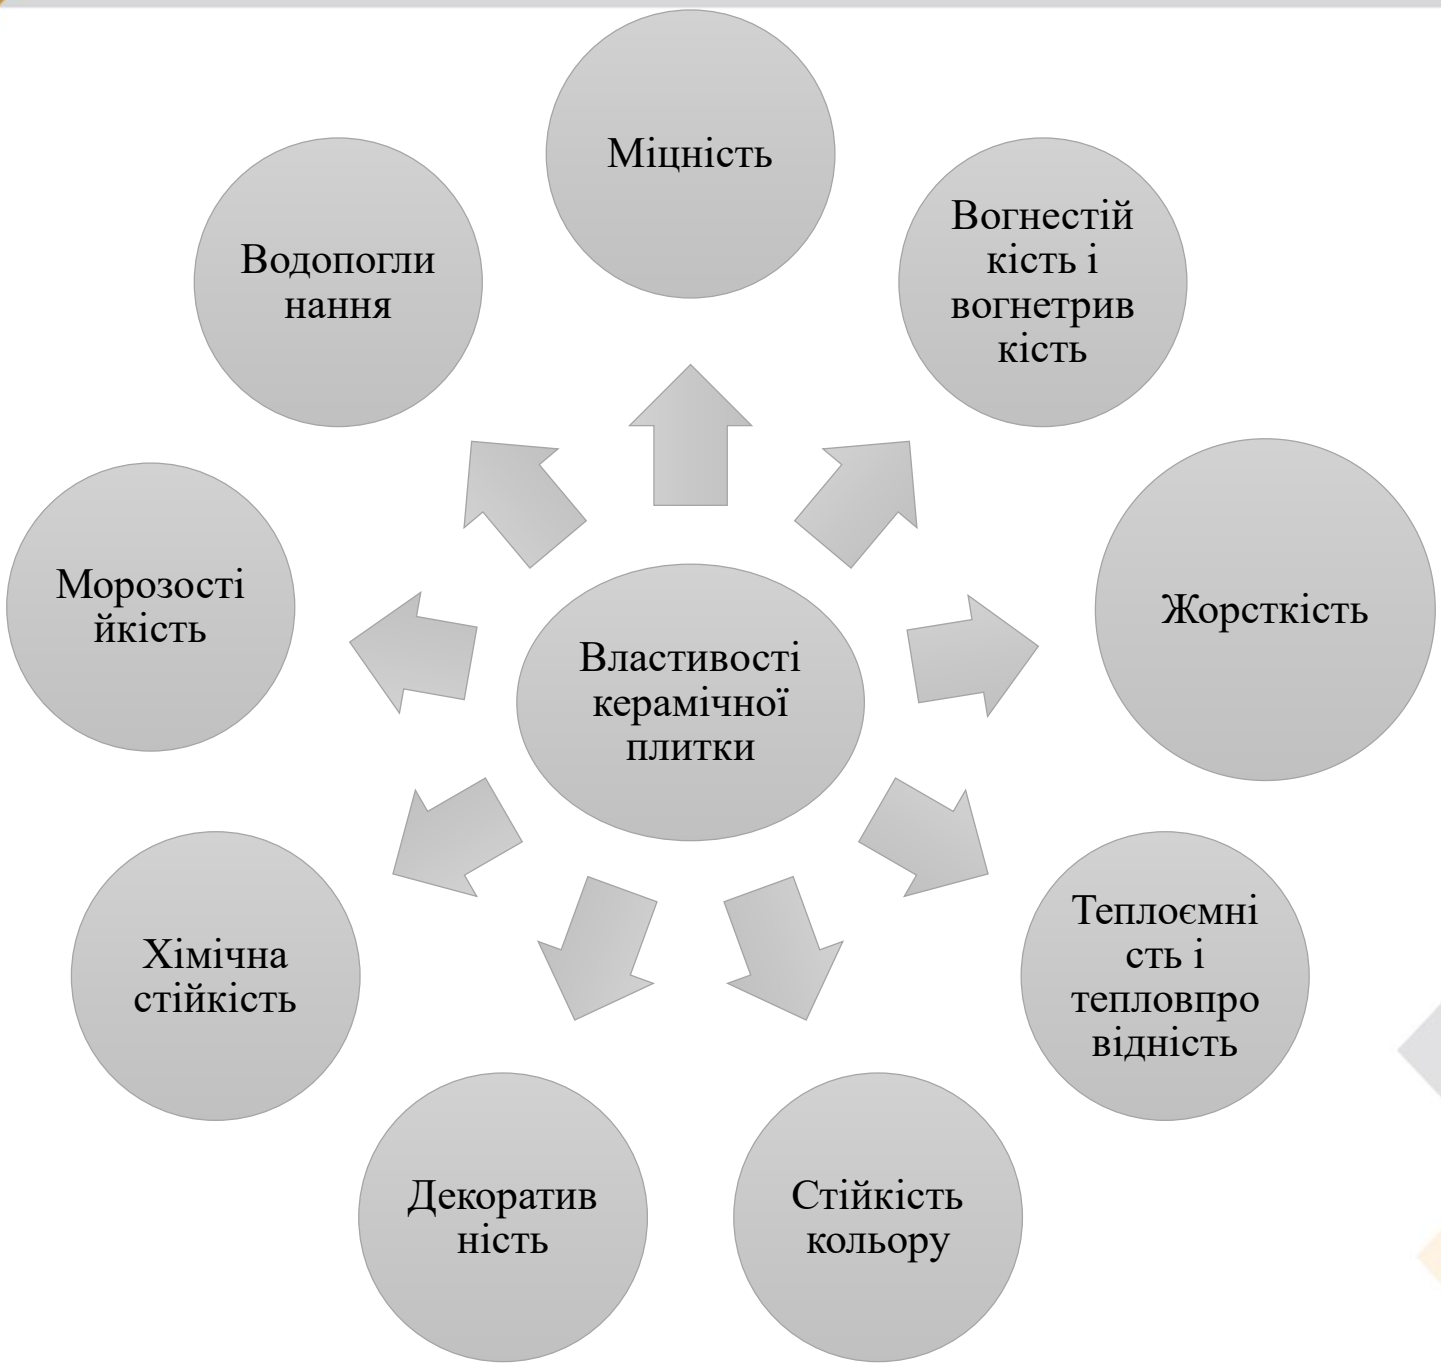 Міцність
Вогнестій
кість і
вогнетрив
кість
Жорсткість
Теплоємні
сть і
тепловпро
відність
Стійкість
кольору
Декоратив
ність
Хімічна
стійкість
Морозості
йкість
Водопогли
нання
Властивості
керамічної
плитки